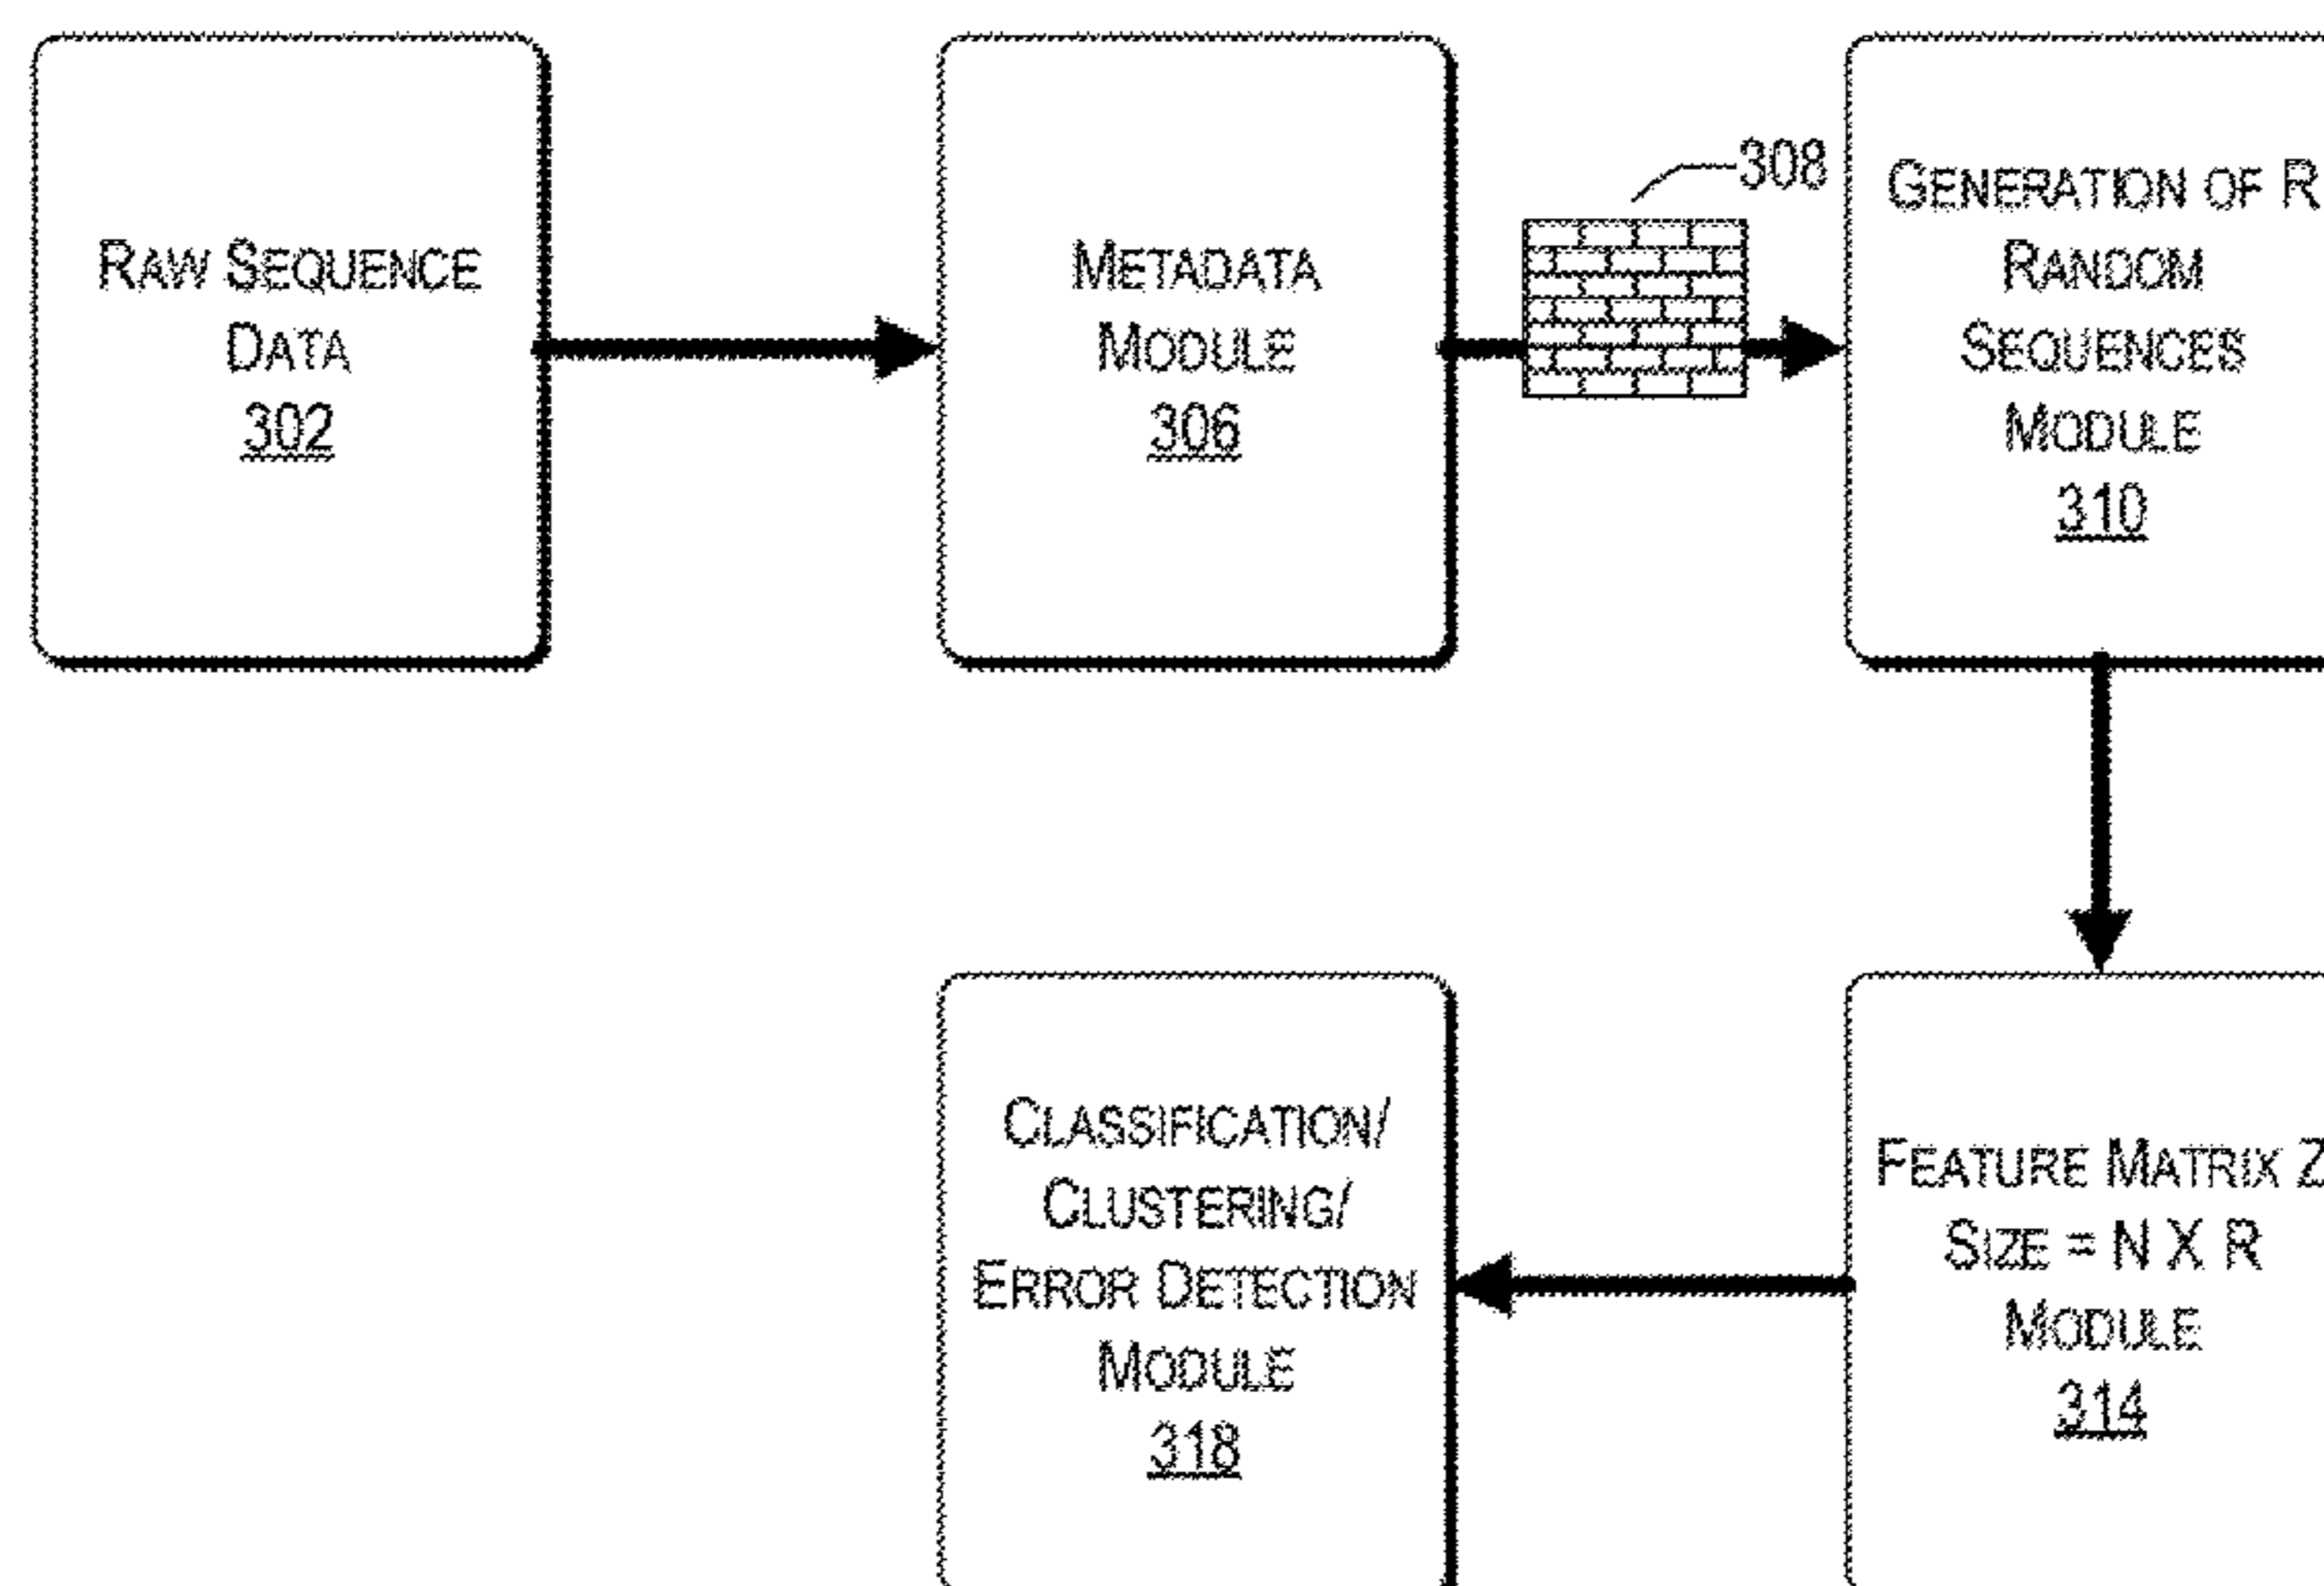 RAW SEQUENCE
DATA
302
METADATA
MODULE
306
308
GENERATION OF R
RANDOM
SEQUENCES
MODULE
310
CLASSIFICATION/
CLUSTERING/
ERROR DETECTION
MODULE
318
FEATURE MATRIX Z
SIZE = N X R
MODULE
314